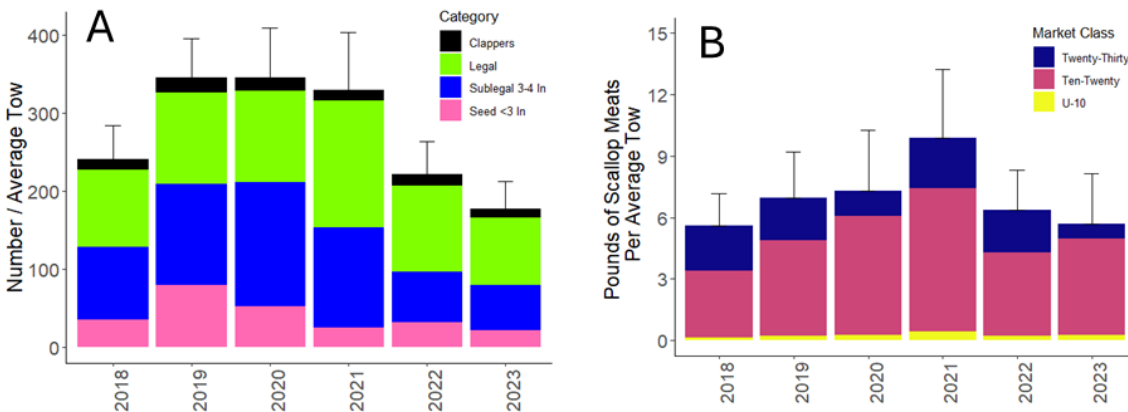 A
Number / Average Tow
400
300
200
100
0
2018
2019
2020
2021
2022
2023
Category
Clappers
Legal
Sublegal 3-4 In
Seed <3 In
B
Pounds of Scallop Meats
Per Average Tow
15
12
9
6
3
0
2018
2019
2020
2021
2022
2023
Market Class
Twenty-Thirty
Ten-Twenty
U-10